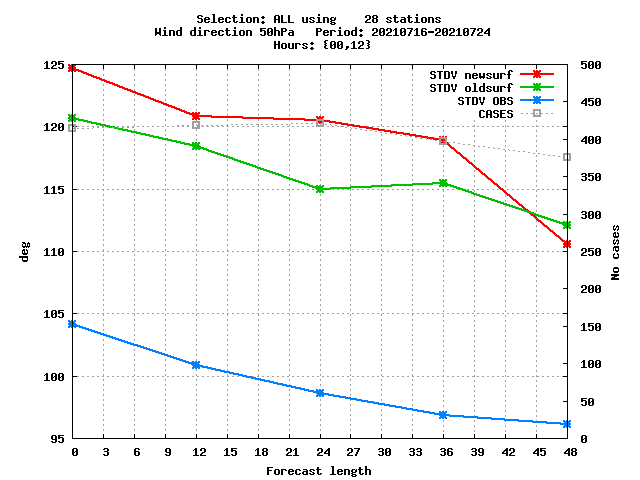 Selection: ALL using    28 stations
Wind direction 50hPa   Period: 20210716-20210724
Hours: {00,12}
STDV newsurf
STDV oldsurf
STDV OBS
CASES
125
120
115
110
105
100
95
deg
500
450
400
350
300
250
200
150
100
50
0
No cases
0 3 6 9 12 15 18 21 24 27 30 33 36 39 42 45 48
Forecast length